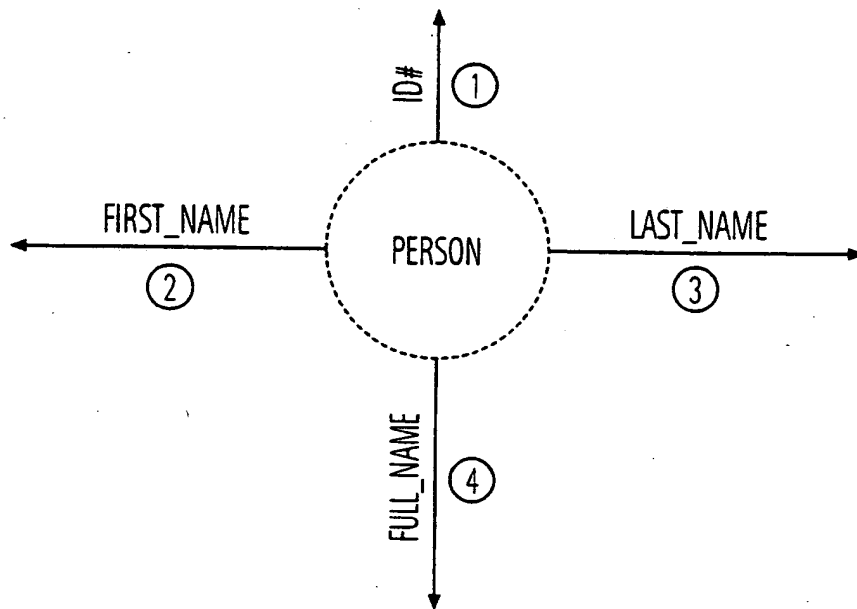 ID#
1
FIRST_NAME
2
PERSON
LAST_NAME
3
FULL_NAME
4